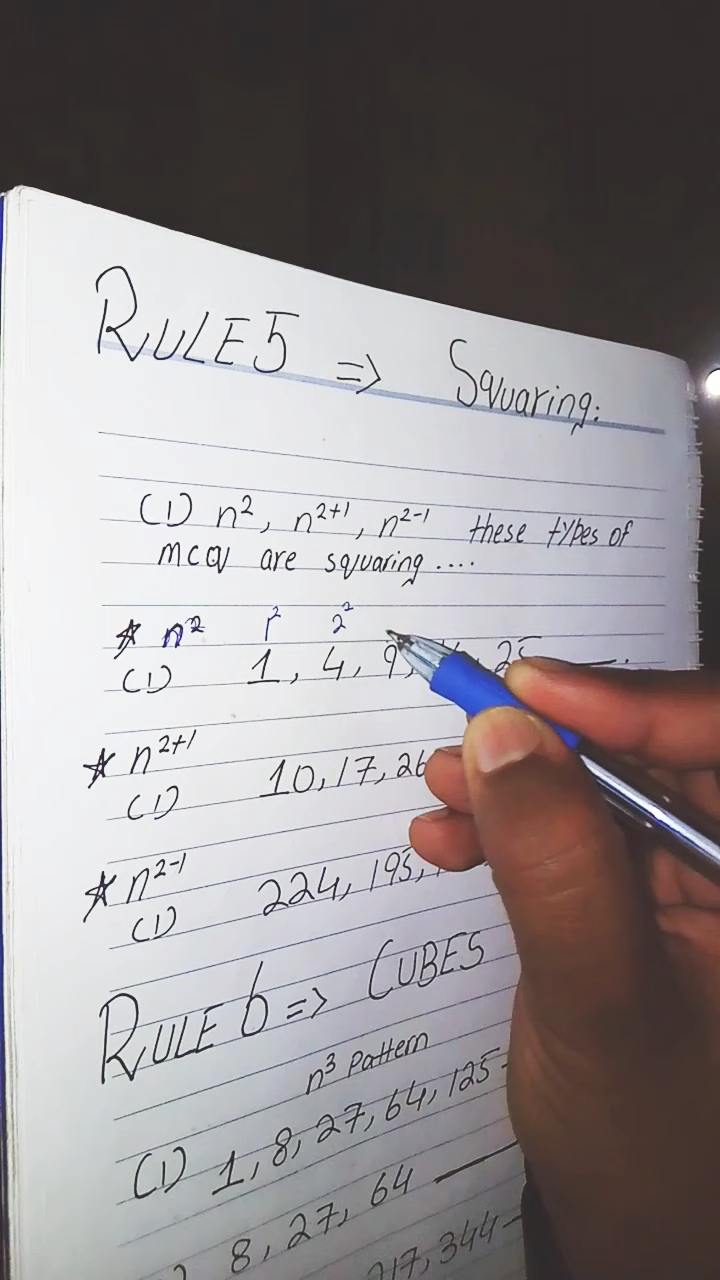 RULE 5 => Squaring:
(1) n², n²⁺¹, n²⁻¹ these types of
mcq are squaring ....
* n² 1² 2²
(1) 1, 4, 9, 25
* n²⁺¹
(1) 10, 17, 26
* n²⁻¹
(1) 224, 195,
RULE 6 => CUBES
n³ Pattern
(1) 1, 8, 27, 64, 125
8, 27, 64
217, 344